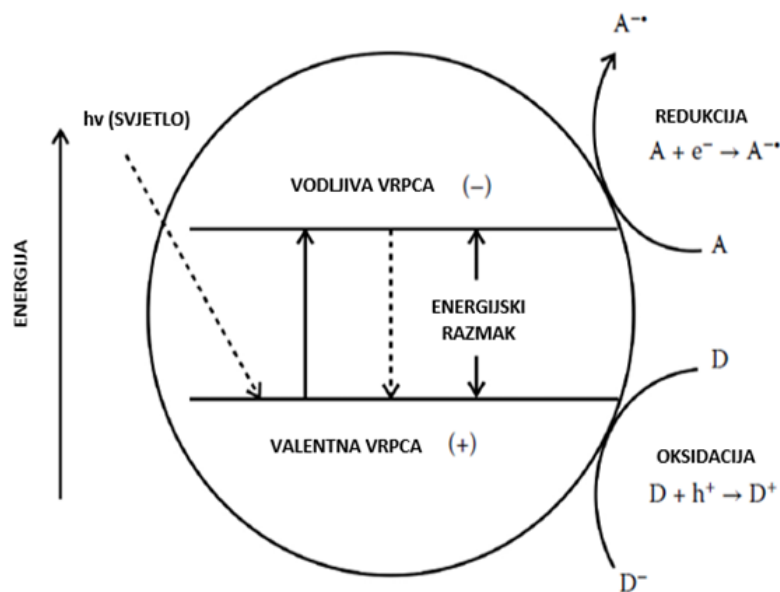 A⁻•
hv (SVJETLO)
REDUKCIJA
A + e⁻ → A⁻•
VODLJIVA VRPCA (–)
A
ENERGIJA
ENERGIJSKI
RAZMAK
D
VALENTNA VRPCA (+)
OKSIDACIJA
D + h⁺ → D⁺
D⁻